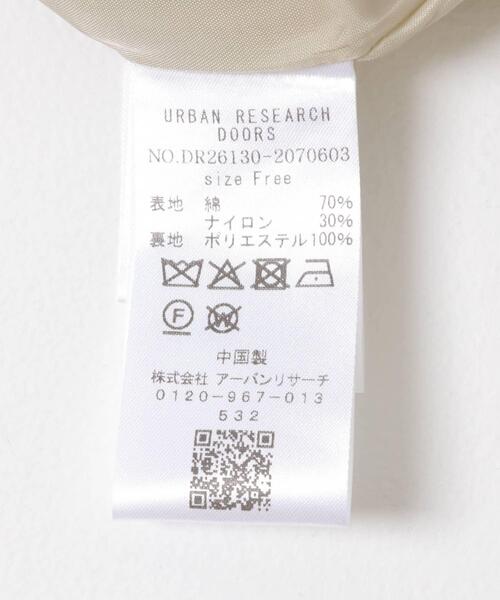 URBAN RESEARCH
DOORS
NO.DR26130-2070603
size Free
表地 綿 70%
ナイロン 30%
裏地 ポリエステル100%
F W
中国製
株式会社 アーバンリサーチ
0120-967-013
532